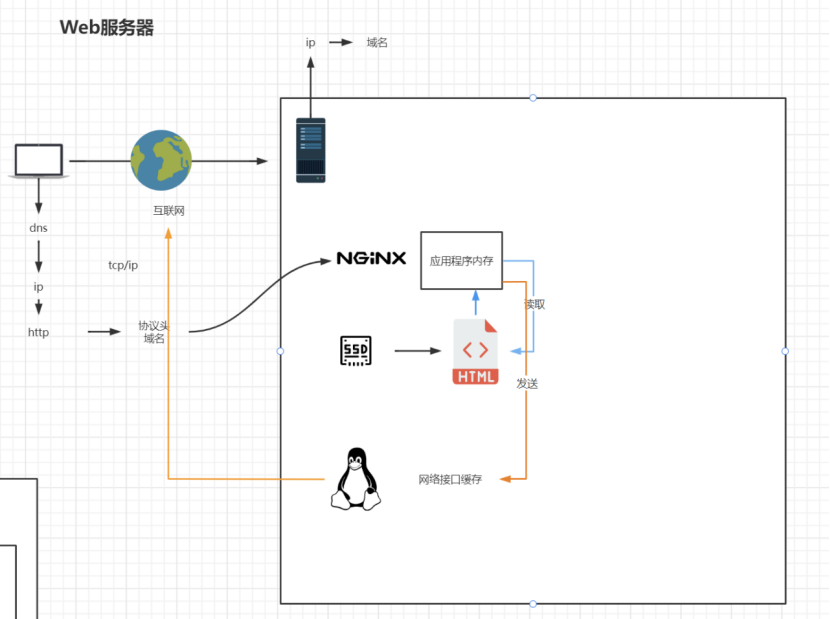 Web服务器
ip
域名
互联网
dns
tcp/ip
ip
http
协议头
域名
NGINX
应用程序内存
读取
SSD
HTML
发送
网络接口缓存